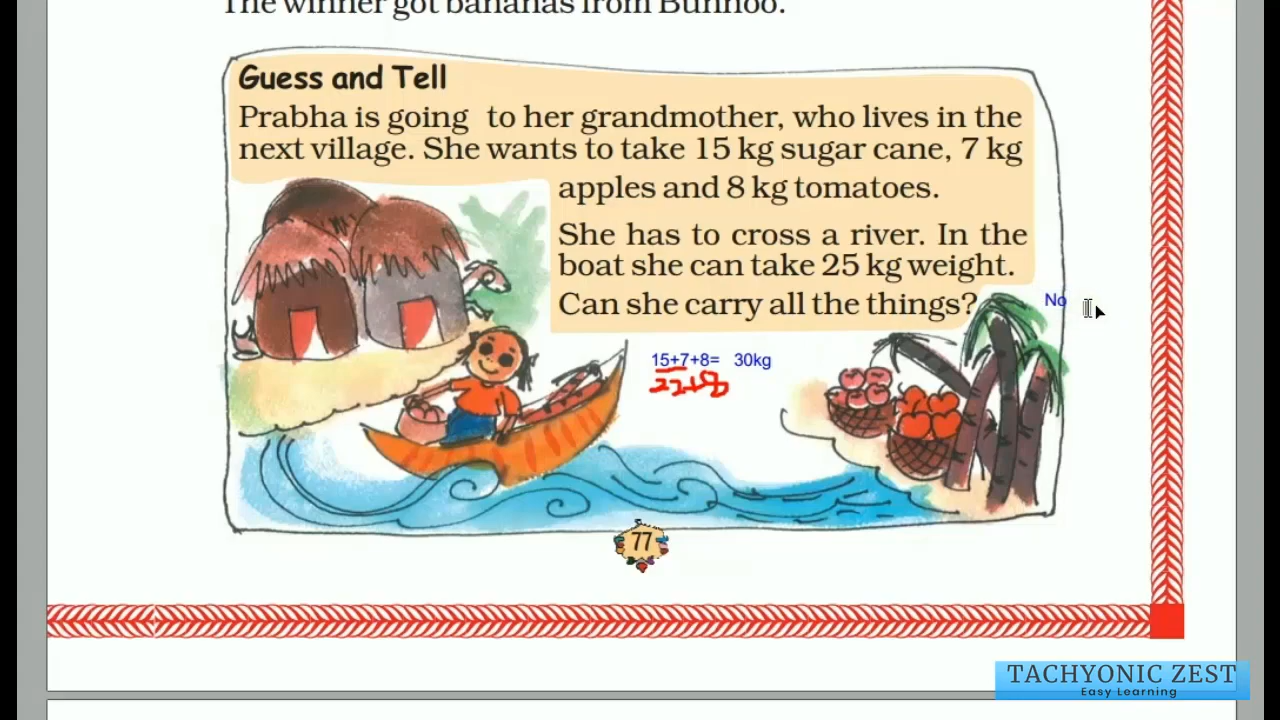 The winner got bananas from Bunnoo.
Guess and Tell
Prabha is going to her grandmother, who lives in the
next village. She wants to take 15 kg sugar cane, 7 kg
apples and 8 kg tomatoes.
She has to cross a river. In the
boat she can take 25 kg weight.
Can she carry all the things?
No
15+7+8= 30kg
22+8
77
TACHYONIC ZEST
Easy Learning